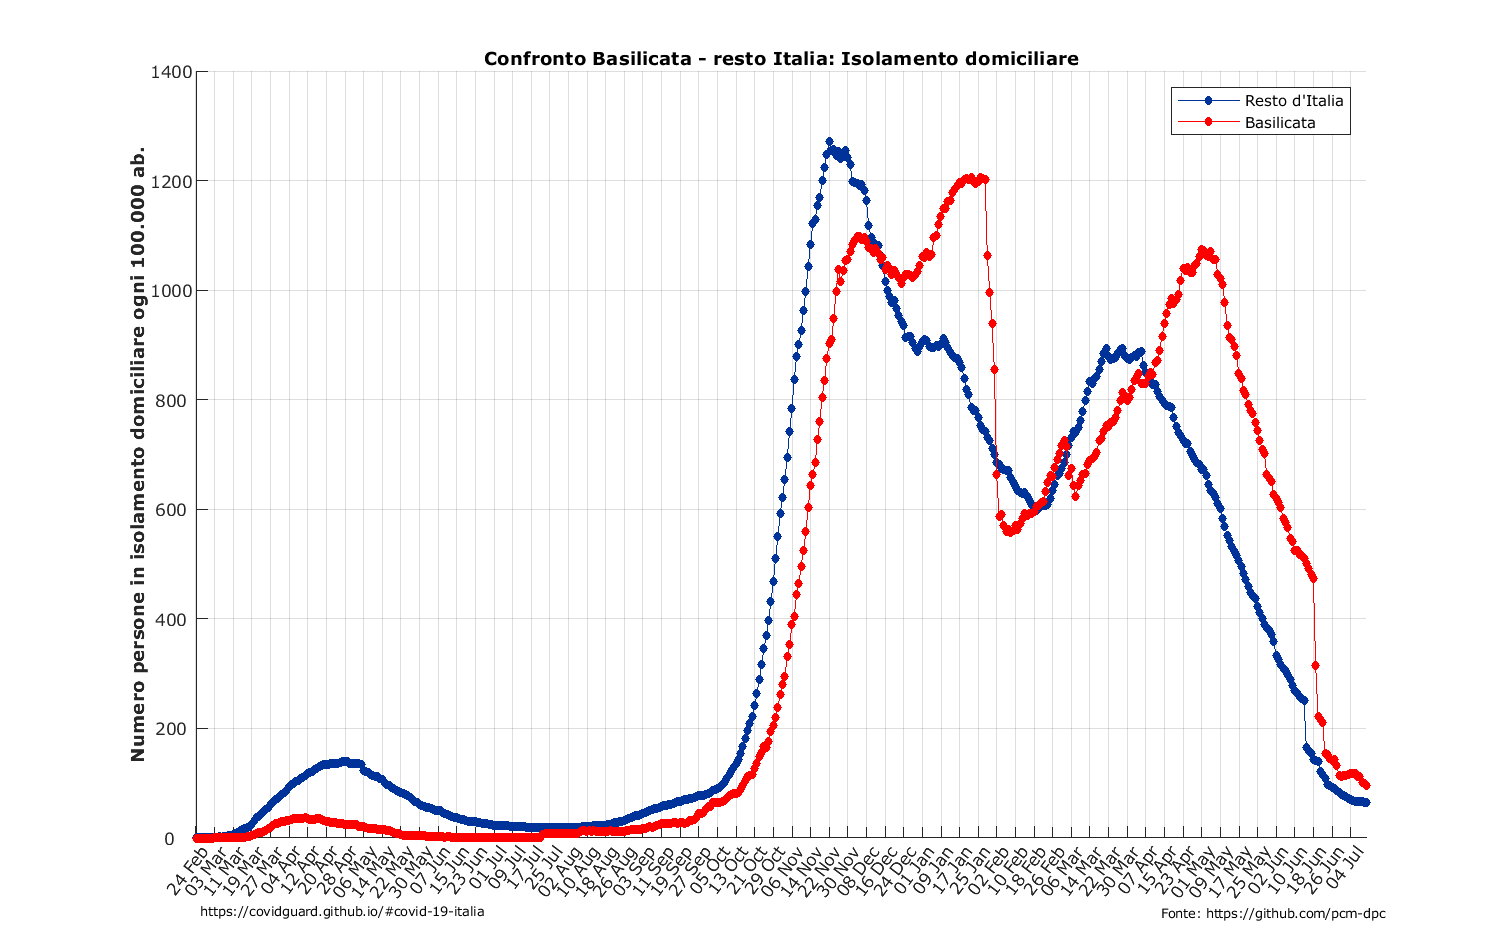 Confronto Basilicata - resto Italia: Isolamento domiciliare
Numero persone in isolamento domiciliare ogni 100.000 ab.
1400
1200
1000
800
600
400
200
0
Resto d'Italia
Basilicata
24 Feb
03 Mar
11 Mar
19 Mar
27 Mar
04 Apr
12 Apr
20 Apr
28 Apr
06 May
14 May
22 May
30 May
07 Jun
15 Jun
23 Jun
01 Jul
09 Jul
17 Jul
25 Jul
02 Aug
10 Aug
18 Aug
26 Aug
03 Sep
11 Sep
19 Sep
27 Sep
05 Oct
13 Oct
21 Oct
29 Oct
06 Nov
14 Nov
22 Nov
30 Nov
08 Dec
16 Dec
24 Dec
01 Jan
09 Jan
17 Jan
25 Jan
02 Feb
10 Feb
18 Feb
26 Feb
06 Mar
14 Mar
22 Mar
30 Mar
07 Apr
15 Apr
23 Apr
01 May
09 May
17 May
25 May
02 Jun
10 Jun
18 Jun
26 Jun
04 Jul
https://covidguard.github.io/#covid-19-italia
Fonte: https://github.com/pcm-dpc